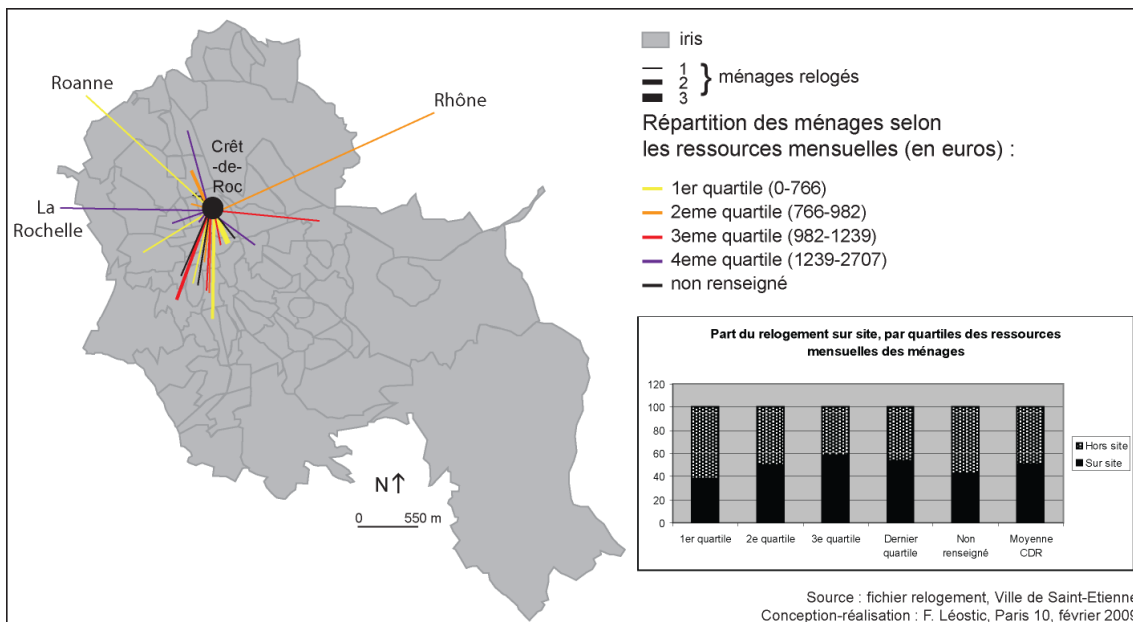 Roanne
Rhône
Crêt
-de-
Roc
La
Rochelle
N↑
0 550 m
iris
1
2
3
} ménages relogés
Répartition des ménages selon
les ressources mensuelles (en euros) :
1er quartile (0-766)
2eme quartile (766-982)
3eme quartile (982-1239)
4eme quartile (1239-2707)
non renseigné
Part du relogement sur site, par quartiles des ressources
mensuelles des ménages
120
100
80
60
40
20
0
1er quartile 2e quartile 3e quartile Dernier quartile Non renseigné Moyenne CDR
Hors site
Sur site
Source : fichier relogement, Ville de Saint-Etienne
Conception-réalisation : F. Léostic, Paris 10, février 2009